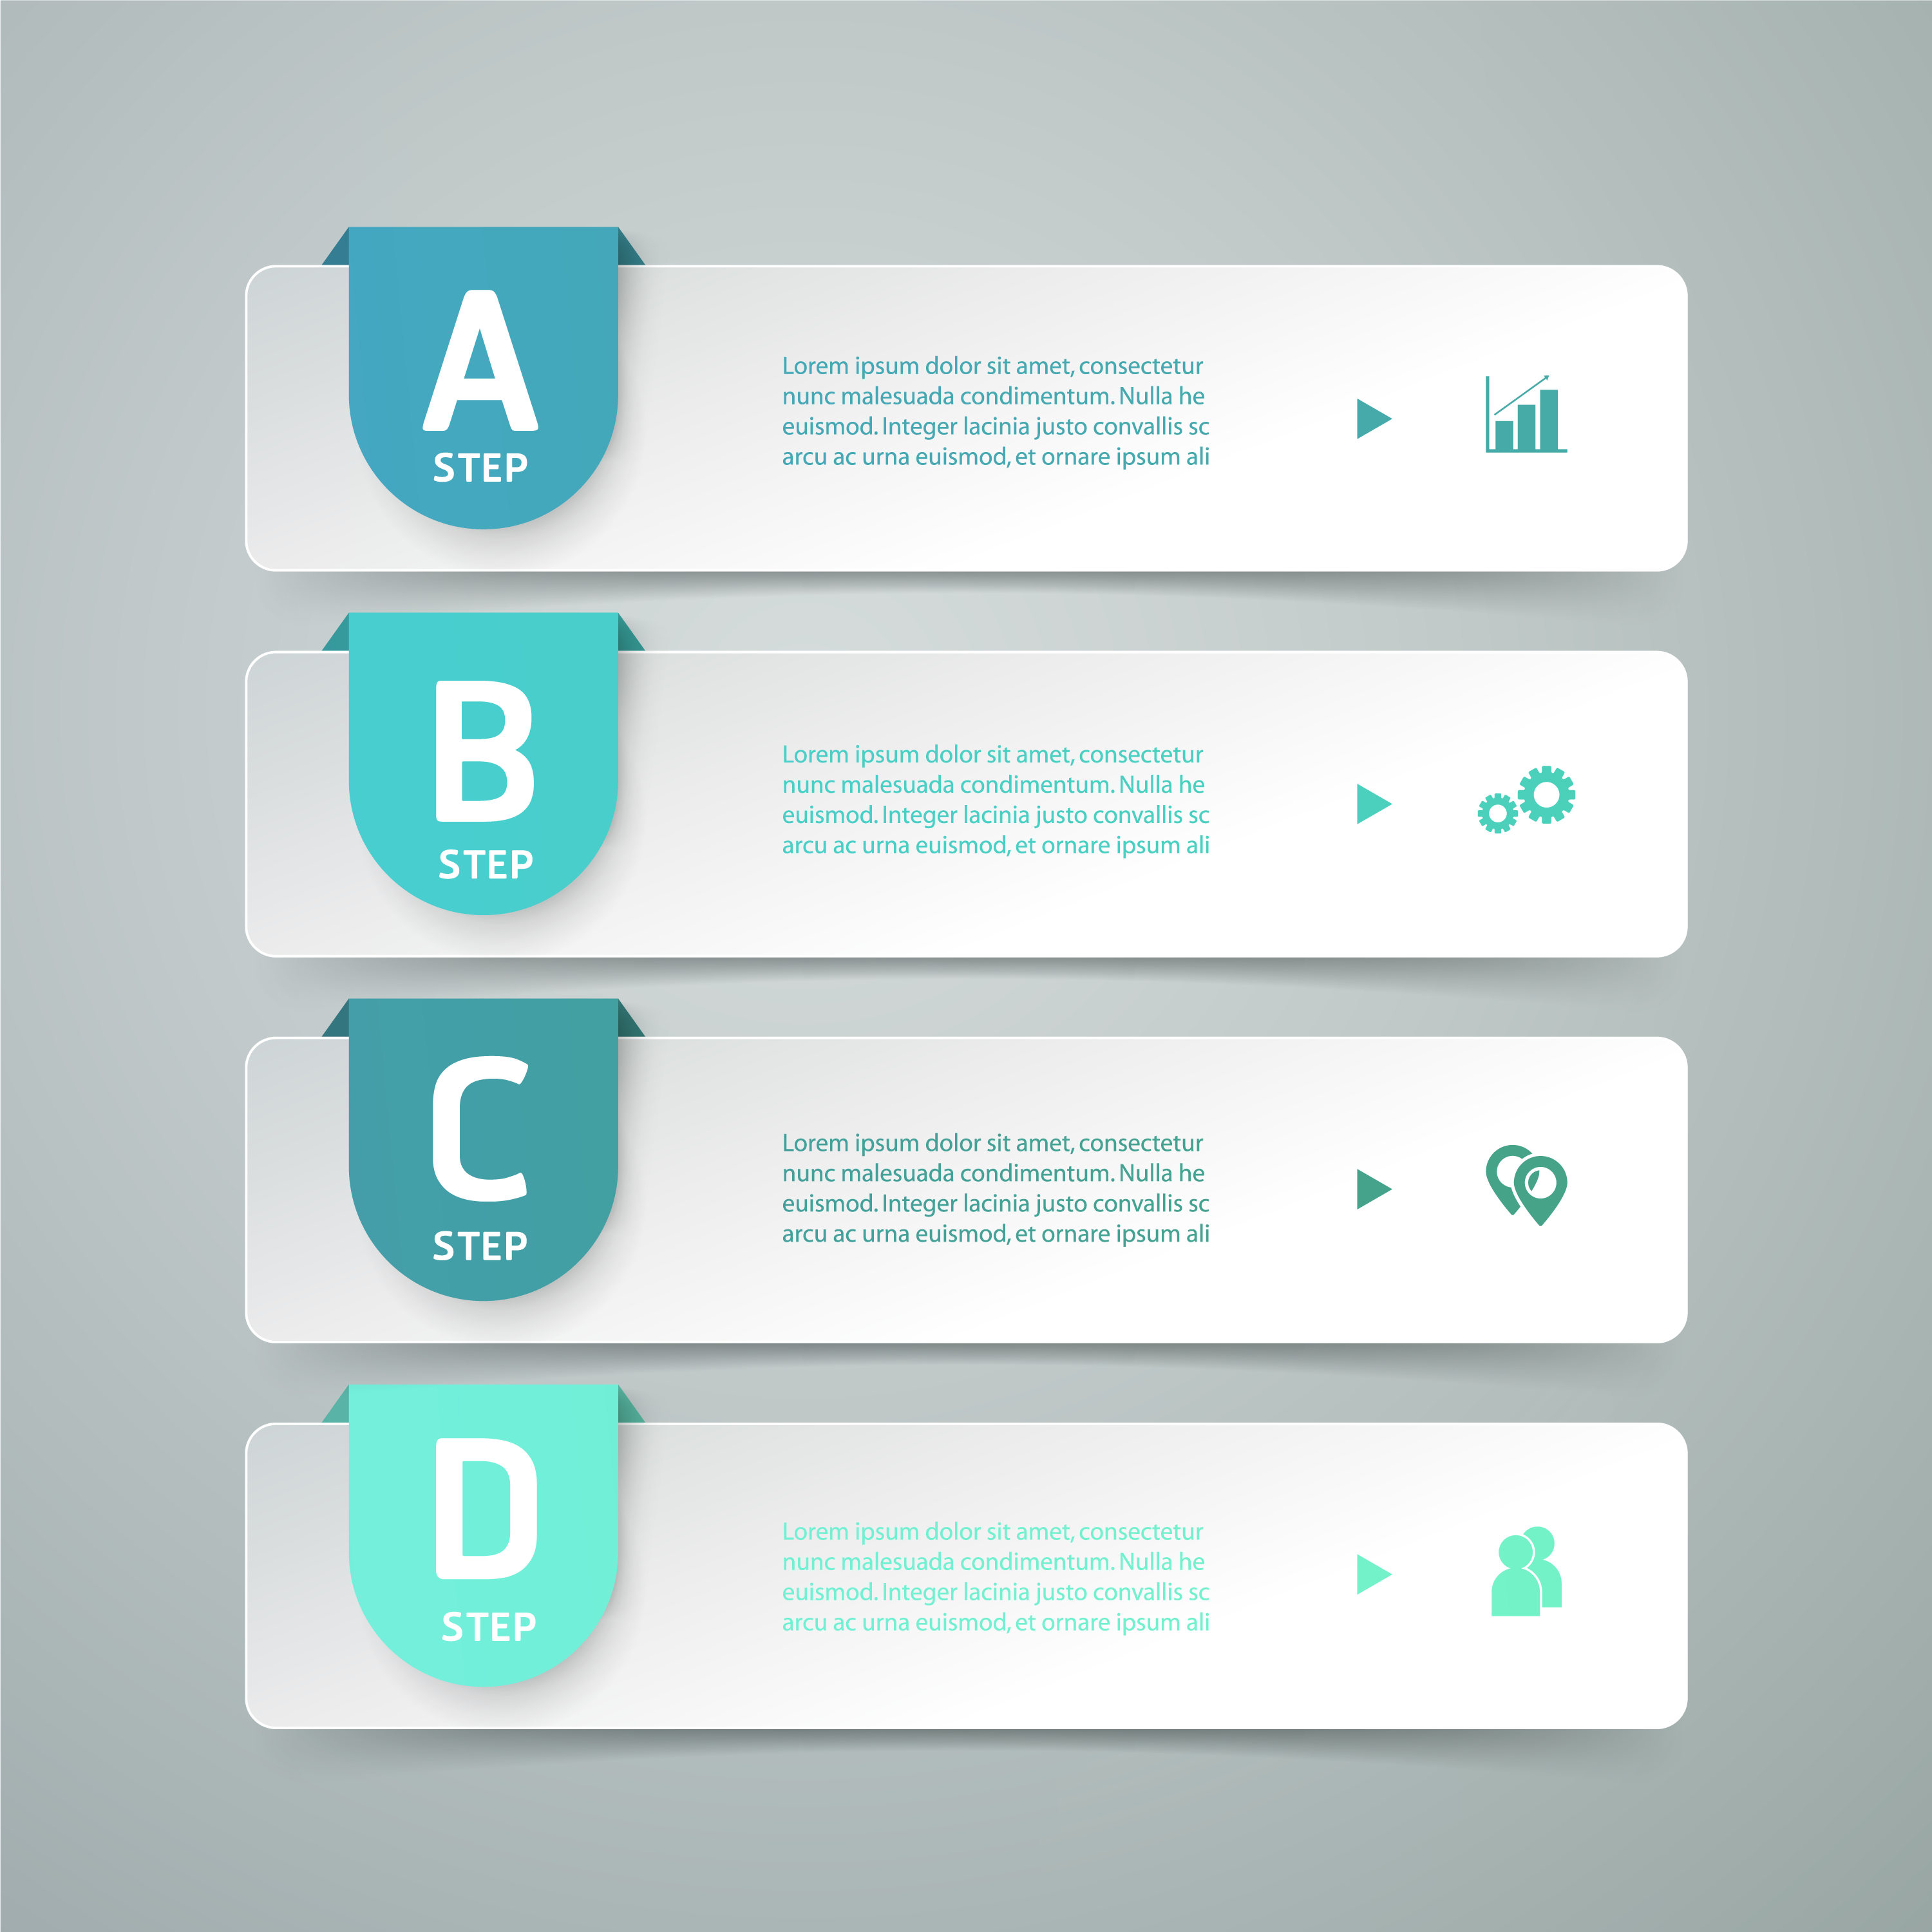 A
STEP
Lorem ipsum dolor sit amet, consectetur
nunc malesuada condimentum. Nulla he
euismod. Integer lacinia justo convallis sc
arcu ac urna euismod, et ornare ipsum ali
B
STEP
Lorem ipsum dolor sit amet, consectetur
nunc malesuada condimentum. Nulla he
euismod. Integer lacinia justo convallis sc
arcu ac urna euismod, et ornare ipsum ali
C
STEP
Lorem ipsum dolor sit amet, consectetur
nunc malesuada condimentum. Nulla he
euismod. Integer lacinia justo convallis sc
arcu ac urna euismod, et ornare ipsum ali
D
STEP
Lorem ipsum dolor sit amet, consectetur
nunc malesuada condimentum. Nulla he
euismod. Integer lacinia justo convallis sc
arcu ac urna euismod, et ornare ipsum ali